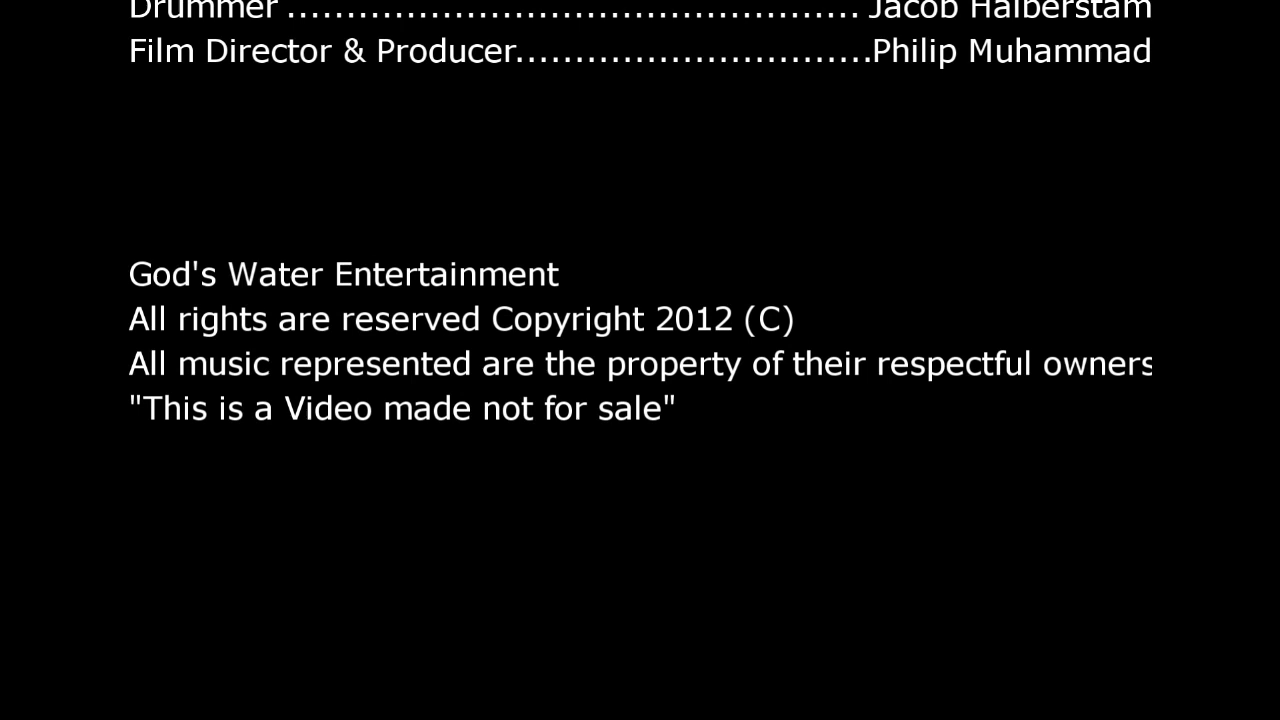 Drummer ................................................ Jacob Halberstam
Film Director & Producer..............................Philip Muhammad
God's Water Entertainment
All rights are reserved Copyright 2012 (C)
All music represented are the property of their respectful owners
"This is a Video made not for sale"